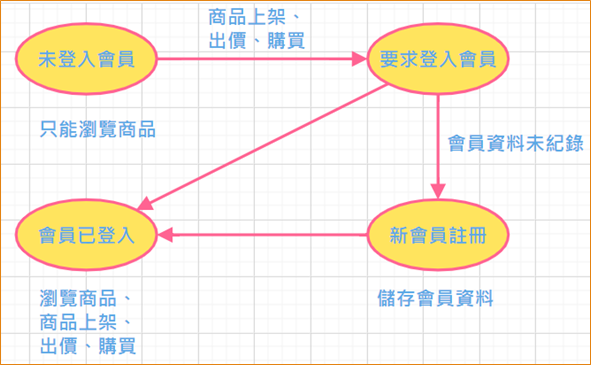 商品上架、
出價、購買
未登入會員
要求登入會員
只能瀏覽商品
會員資料未紀錄
會員已登入
新會員註冊
瀏覽商品、
商品上架、
出價、購買
儲存會員資料